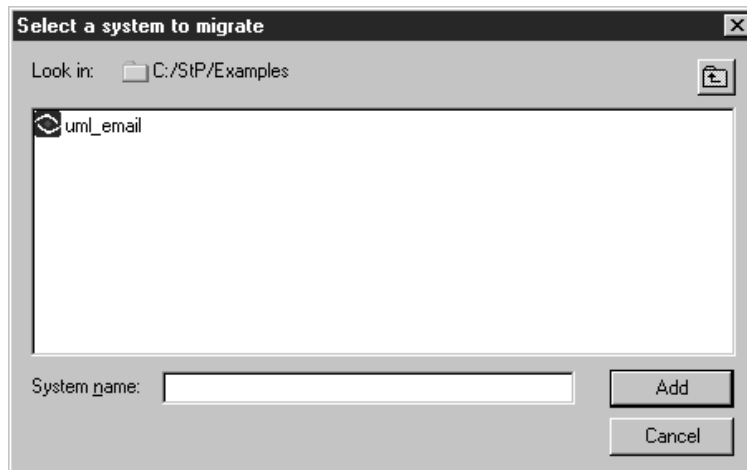 Select a system to migrate
Look in: C:/StP/Examples
uml_email
System name: Add
Cancel